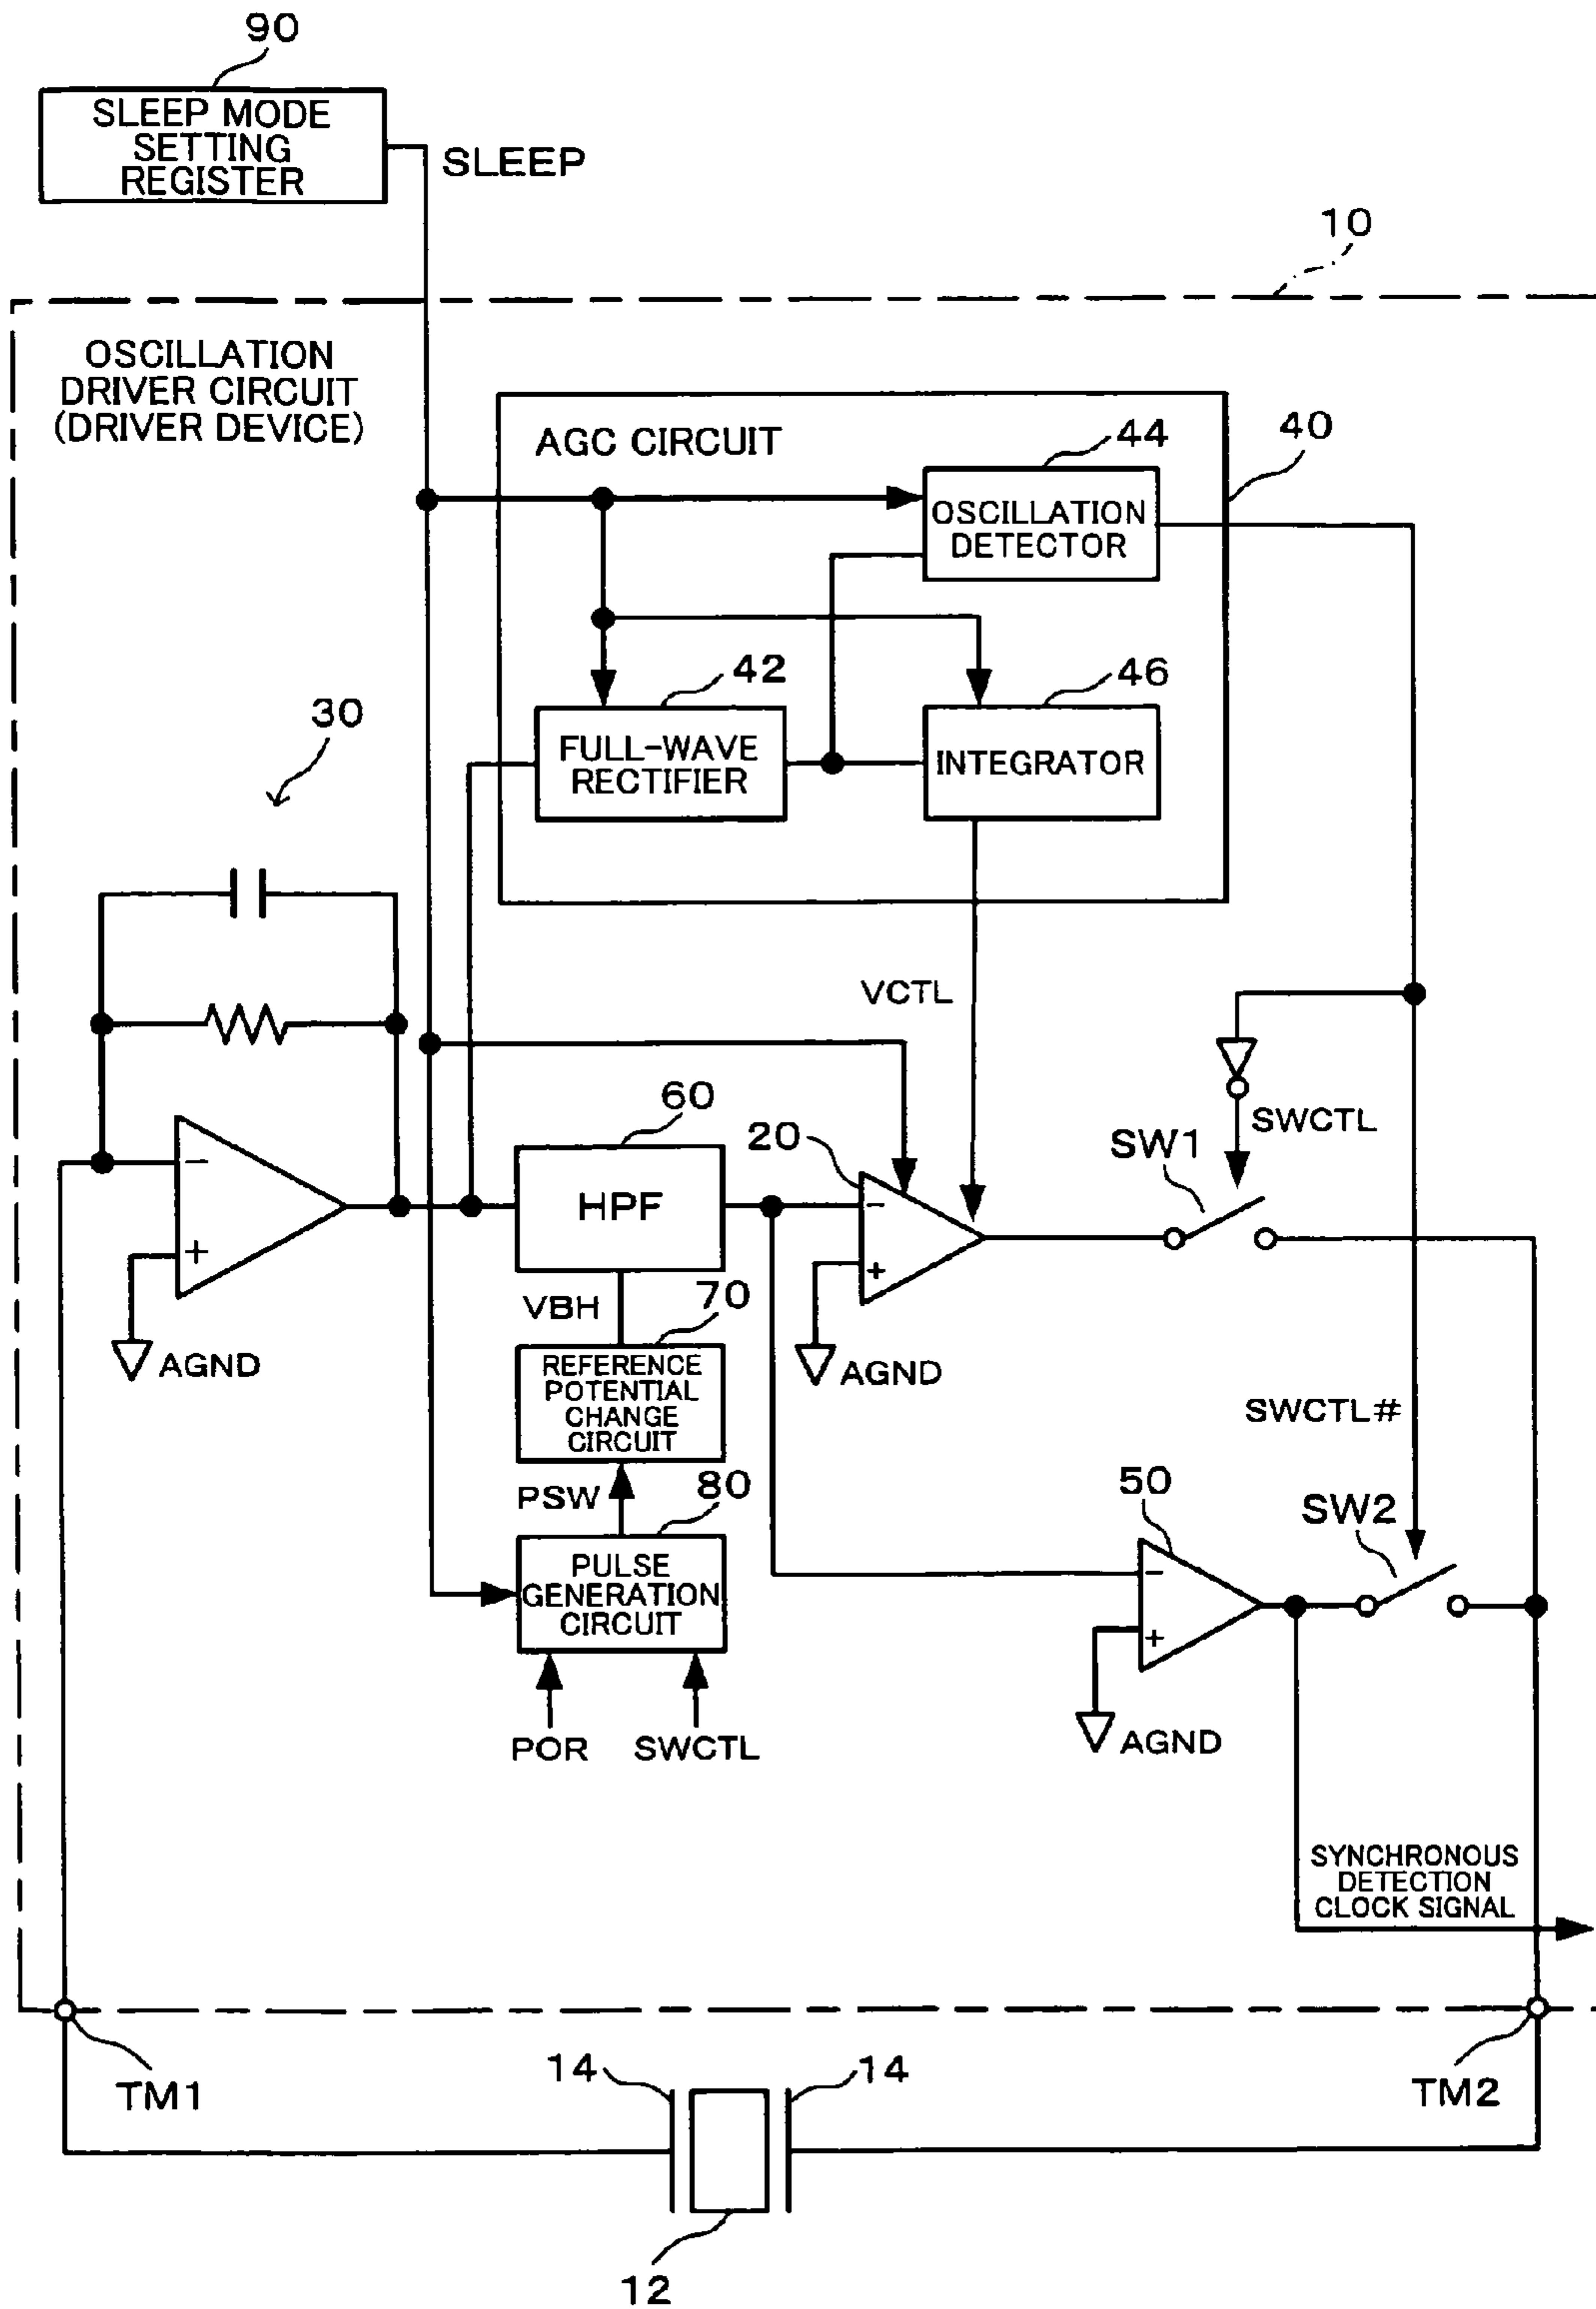 90
SLEEP MODE
SETTING
REGISTER
SLEEP
10
OSCILLATION
DRIVER CIRCUIT
(DRIVER DEVICE)
AGC CIRCUIT
44
40
OSCILLATION
DETECTOR
42
46
30
FULL-WAVE
RECTIFIER
INTEGRATOR
VCTL
60
20
SW1
SWCTL
−
+
HPF
−
+
VBH
70
AGND
AGND
REFERENCE
POTENTIAL
CHANGE
CIRCUIT
SWCTL#
PSW
80
50
SW2
PULSE
GENERATION
CIRCUIT
−
+
POR
SWCTL
AGND
SYNCHRONOUS
DETECTION
CLOCK SIGNAL
TM1
14
14
TM2
12